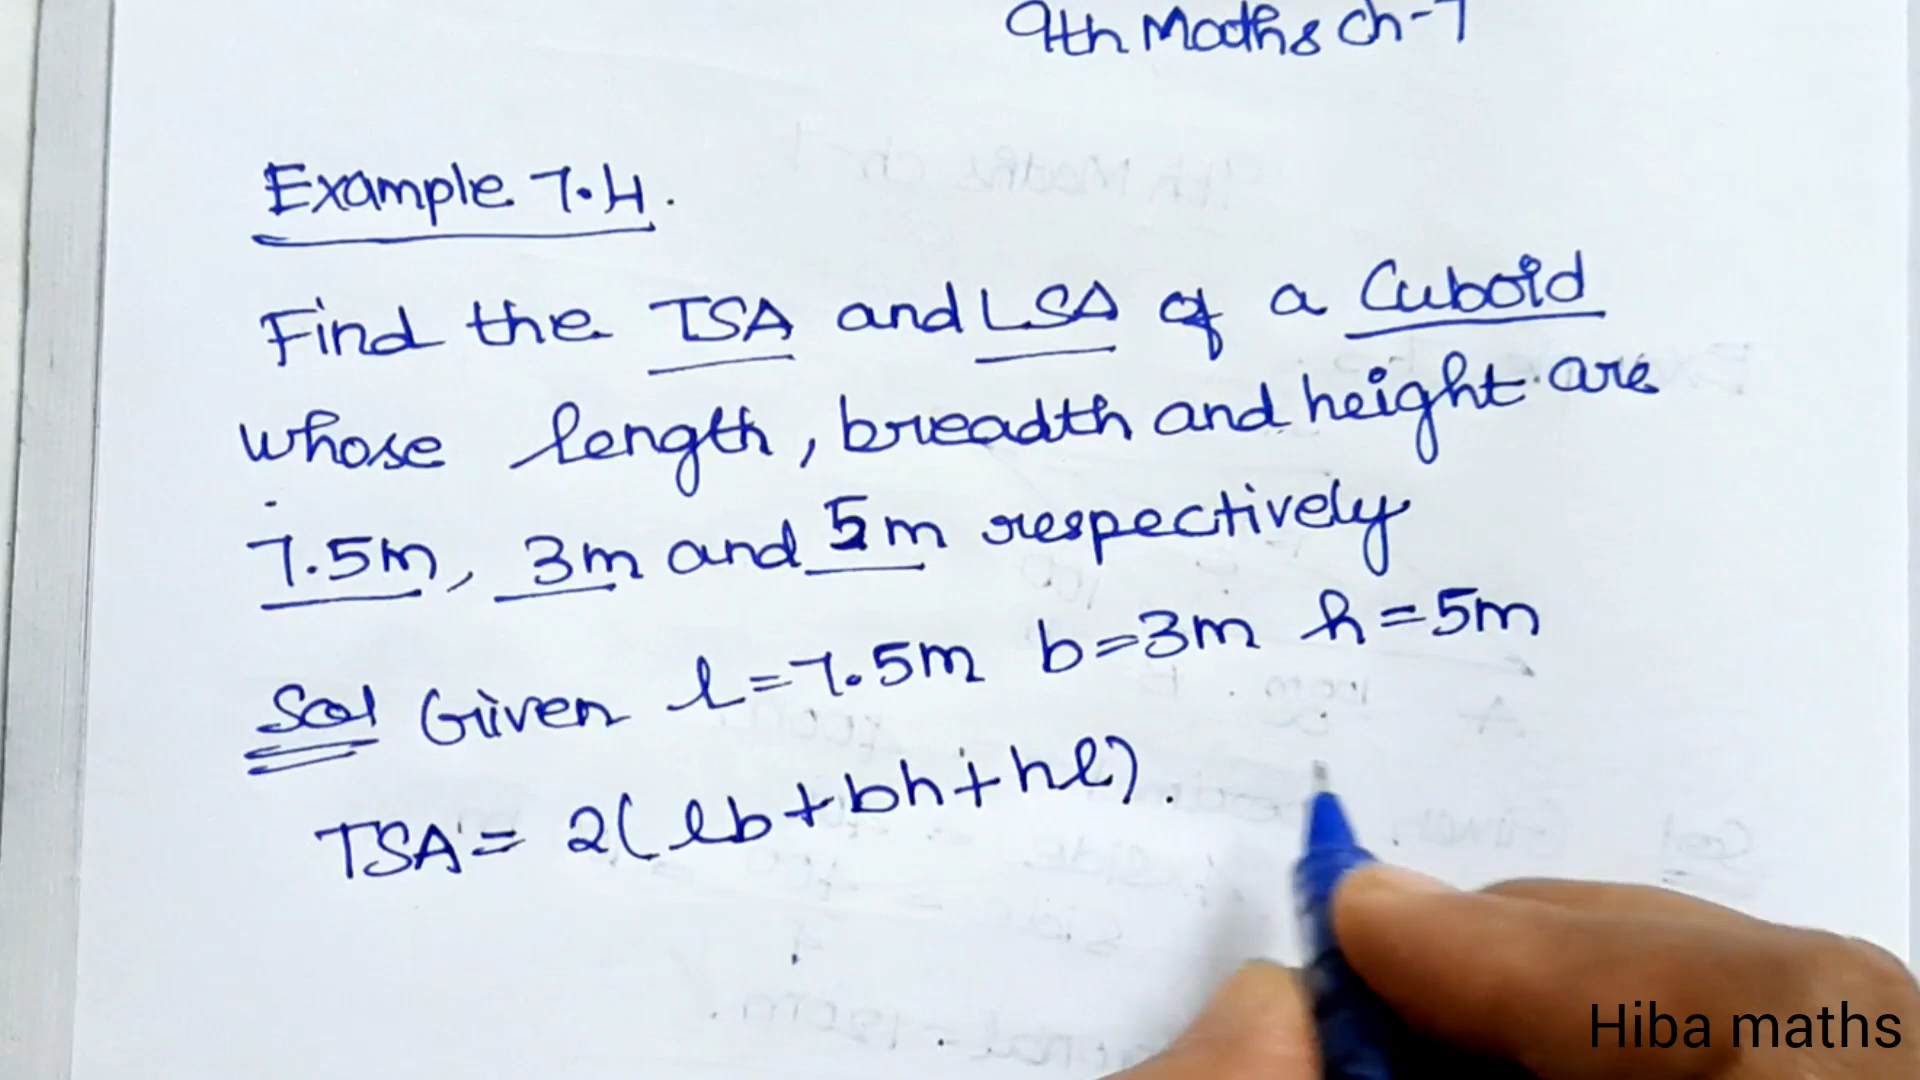 9th Maths Ch-7
Example 7.4.
Find the TSA and LSA of a Cuboid
whose length, breadth and height are
7.5m, 3m and 5m respectively
Sol Given l=7.5m b=3m h=5m
TSA = 2(lb+bh+hl).
Hiba maths